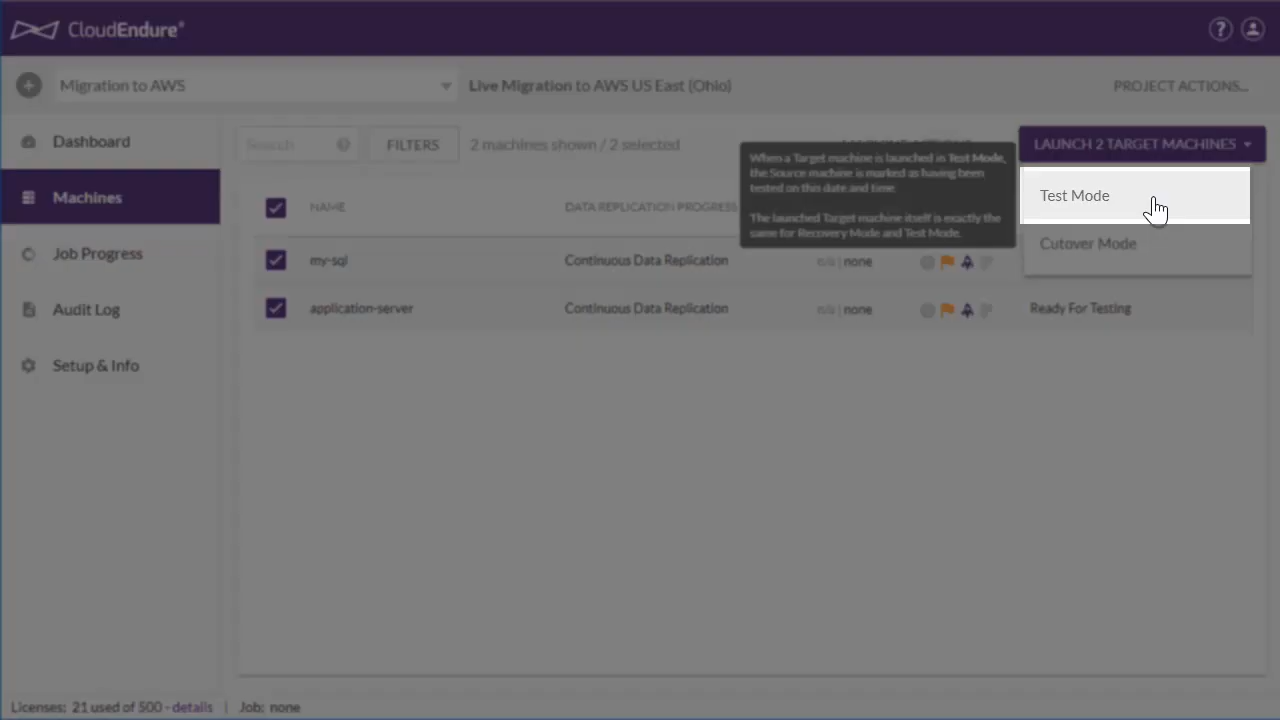 CloudEndure®
?
Migration to AWS
Live Migration to AWS US East (Ohio)
PROJECT ACTIONS...
Dashboard
Machines
Job Progress
Audit Log
Setup & Info
Search
FILTERS
2 machines shown / 2 selected
LAUNCH 2 TARGET MACHINES
When a Target machine is launched in Test Mode,
the Source machine is marked as having been
tested on this date and time.
The launched Target machine itself is exactly the
same for Recovery Mode and Test Mode.
Test Mode
Cutover Mode
NAME
DATA REPLICATION PROGRESS
my-sql
Continuous Data Replication
n/a | none
application-server
Continuous Data Replication
n/a | none
Ready For Testing
Licenses: 21 used of 500 - details | Job: none